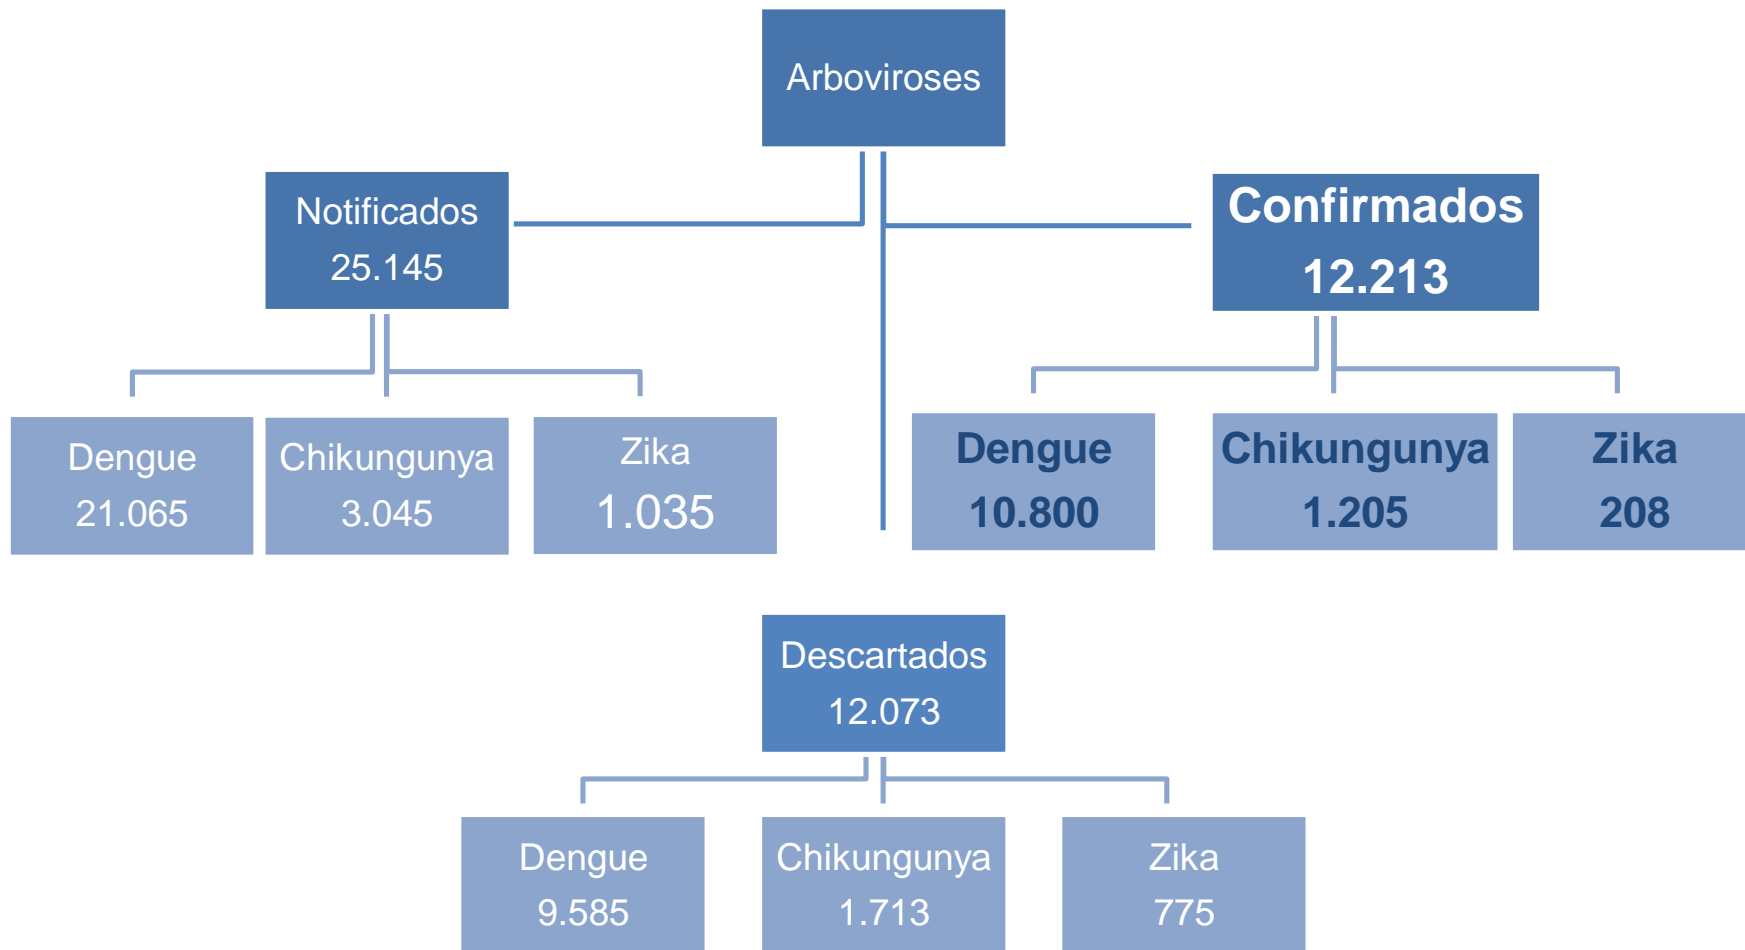 Arboviroses
Notificados
25.145
Confirmados
12.213
Dengue
21.065
Chikungunya
3.045
Zika
1.035
Dengue
10.800
Chikungunya
1.205
Zika
208
Descartados
12.073
Dengue
9.585
Chikungunya
1.713
Zika
775